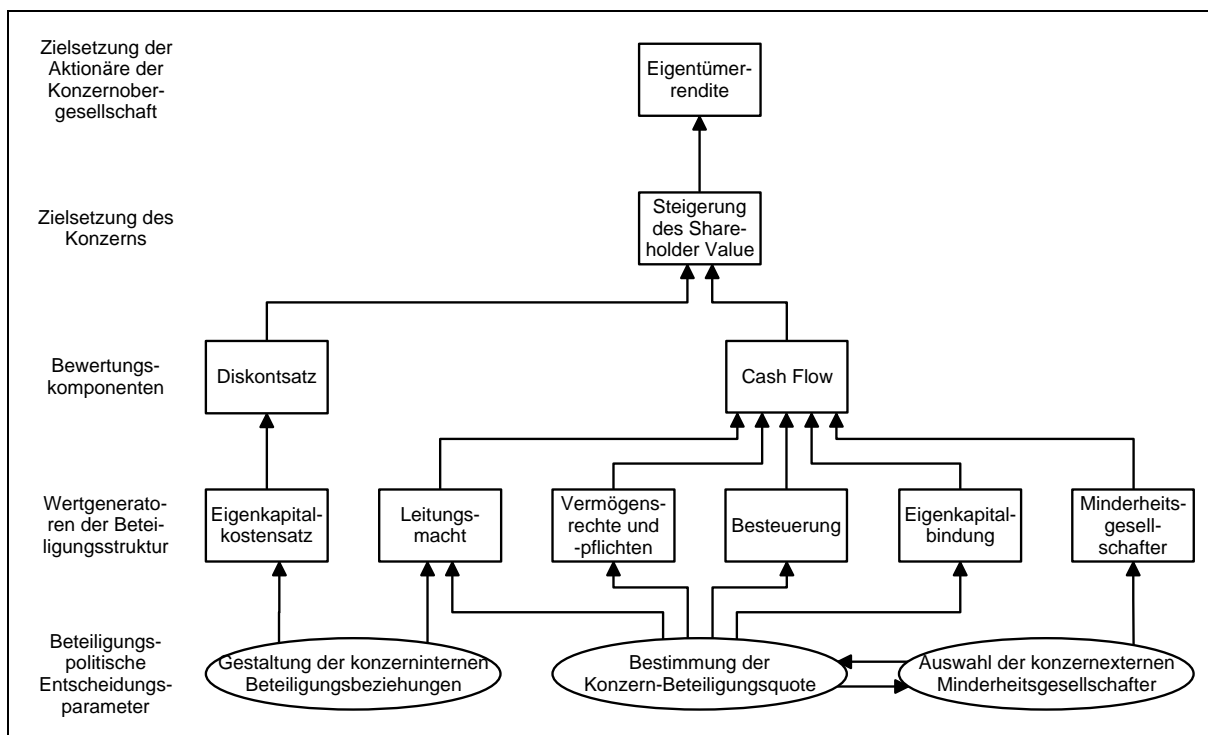 Zielsetzung der
Aktionäre der
Konzernober-
gesellschaft
Eigentümer-
rendite
Zielsetzung des
Konzerns
Steigerung
des Share-
holder Value
Bewertungs-
komponenten
Diskontsatz
Cash Flow
Wertgenerato-
ren der Betei-
ligungsstruktur
Eigenkapital-
kostensatz
Leitungs-
macht
Vermögens-
rechte und
-pflichten
Besteuerung
Eigenkapital-
bindung
Minderheits-
gesell-
schafter
Beteiligungs-
politische
Entscheidungs-
parameter
Gestaltung der konzerninternen
Beteiligungsbeziehungen
Bestimmung der
Konzern-Beteiligungsquote
Auswahl der konzernexternen
Minderheitsgesellschafter